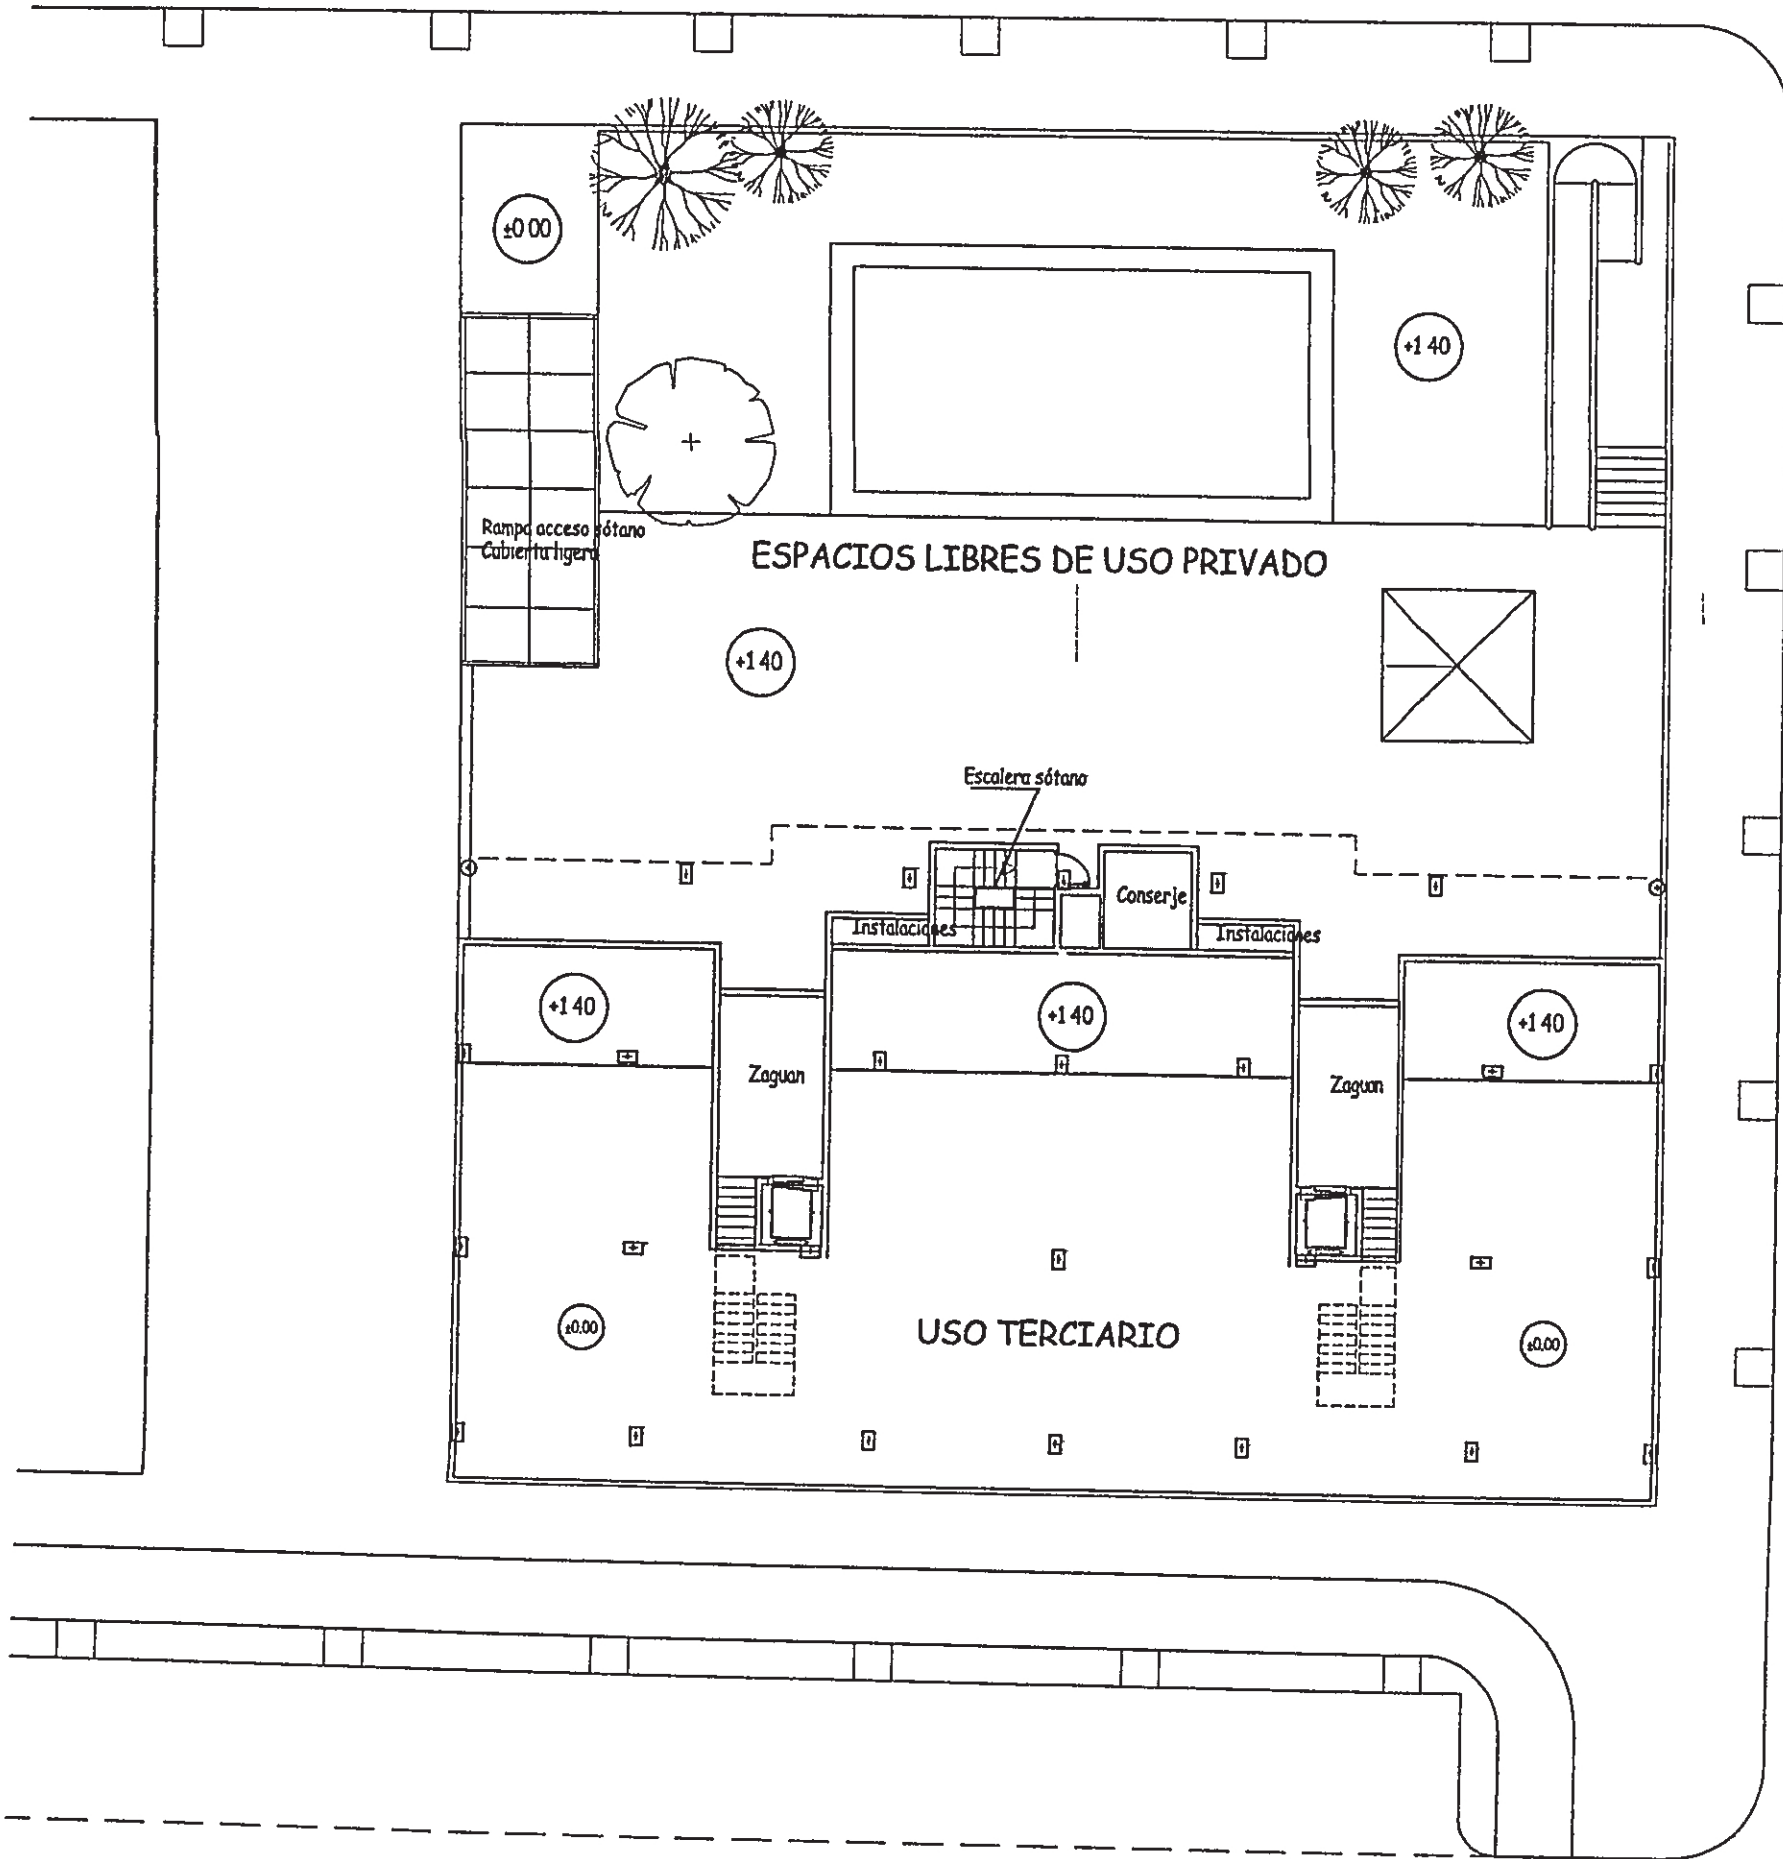 ±0 00
+1 40
Rampa acceso sótano
Cubierta ligera
ESPACIOS LIBRES DE USO PRIVADO
+1 40
Escalera sótano
Conserje
Instalaciones
Instalaciones
+1 40
+1 40
+1 40
Zaguan
Zaguan
±0.00
USO TERCIARIO
±0.00